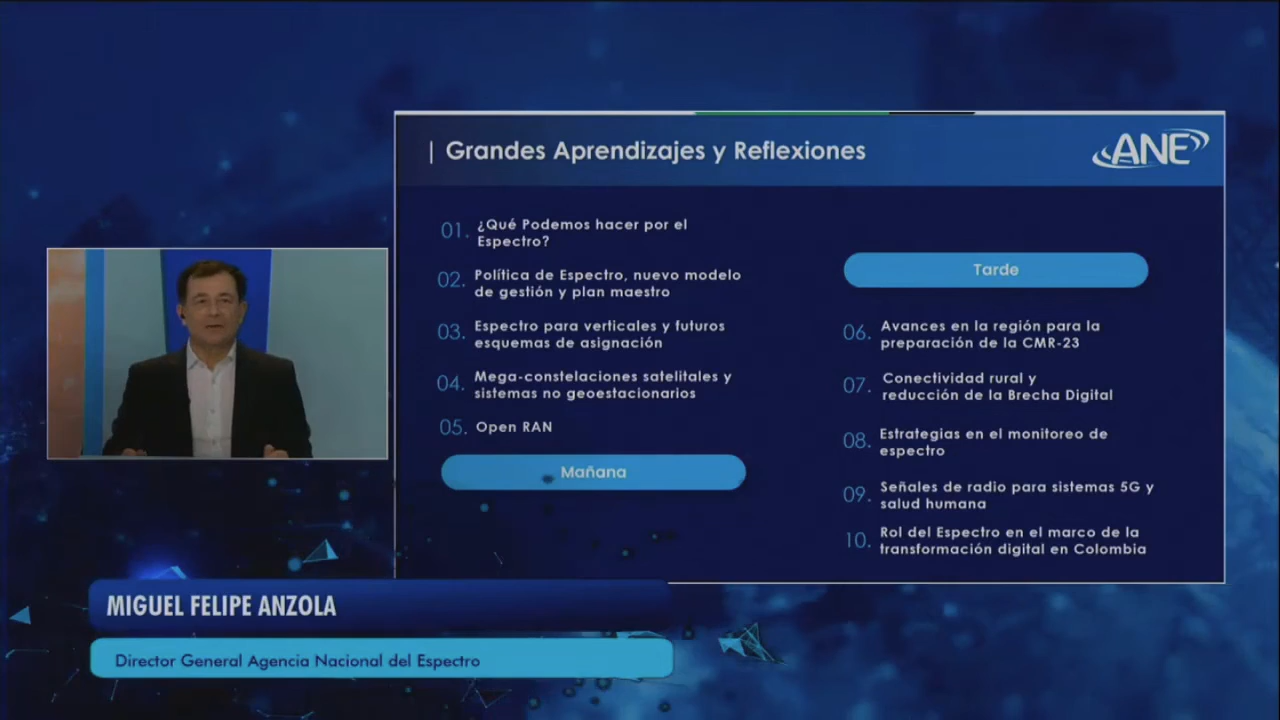 | Grandes Aprendizajes y Reflexiones
ANE
01. ¿Qué Podemos hacer por el
Espectro?
02. Política de Espectro, nuevo modelo
de gestión y plan maestro
03. Espectro para verticales y futuros
esquemas de asignación
04. Mega-constelaciones satelitales y
sistemas no geoestacionarios
05. Open RAN
Mañana
Tarde
06. Avances en la región para la
preparación de la CMR-23
07. Conectividad rural y
reducción de la Brecha Digital
08. Estrategias en el monitoreo de
espectro
09. Señales de radio para sistemas 5G y
salud humana
10. Rol del Espectro en el marco de la
transformación digital en Colombia
MIGUEL FELIPE ANZOLA
Director General Agencia Nacional del Espectro